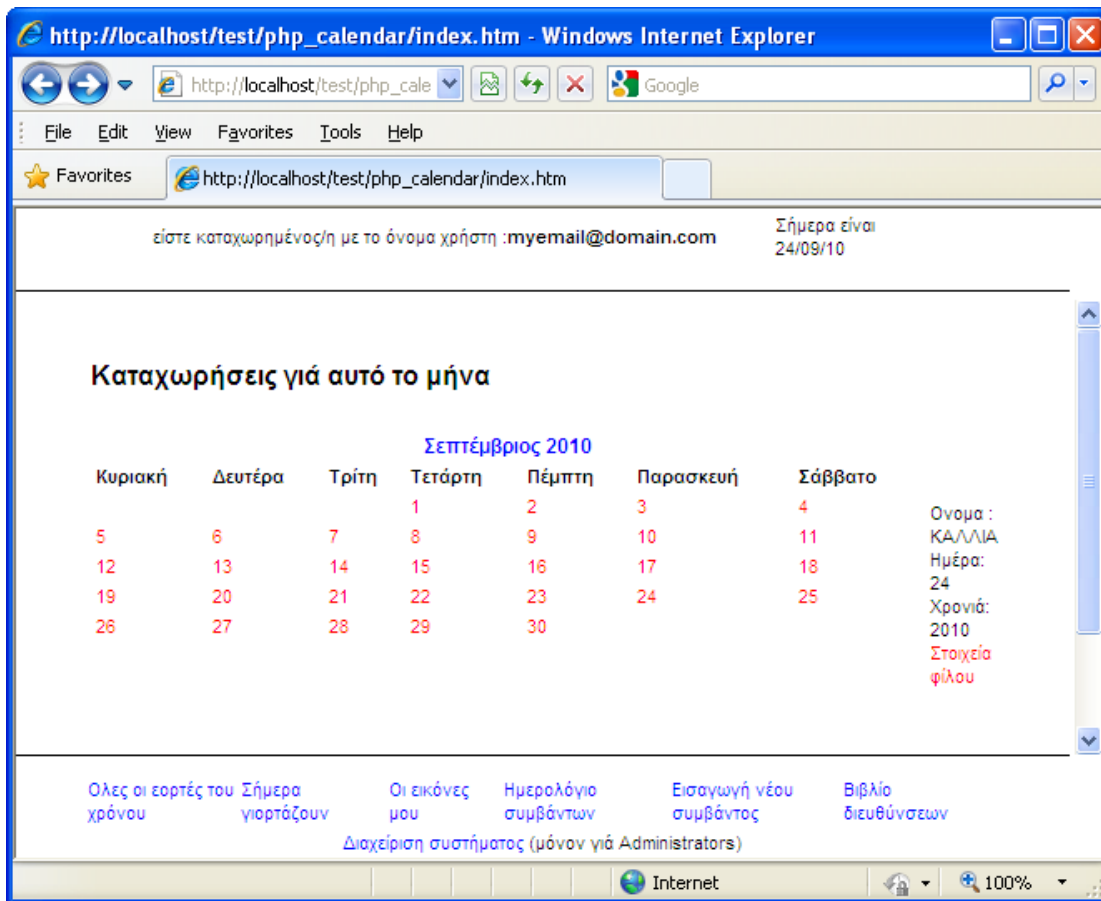 http://localhost/test/php_calendar/index.htm - Windows Internet Explorer
http://localhost/test/php_cale Google
File Edit View Favorites Tools Help
Favorites http://localhost/test/php_calendar/index.htm
είστε καταχωρημένος/η με το όνομα χρήστη :myemail@domain.com
Σήμερα είναι
24/09/10
Καταχωρήσεις γιά αυτό το μήνα
Σεπτέμβριος 2010
Κυριακή Δευτέρα Τρίτη Τετάρτη Πέμπτη Παρασκευή Σάββατο
1 2 3 4
5 6 7 8 9 10 11
12 13 14 15 16 17 18
19 20 21 22 23 24 25
26 27 28 29 30
Ονομα :
ΚΑΛΛΙΑ
Ημέρα:
24
Χρονιά:
2010
Στοιχεία
φίλου
Ολες οι εορτές του Σήμερα Οι εικόνες Ημερολόγιο Εισαγωγή νέου Βιβλίο
χρόνου γιορτάζουν μου συμβάντων συμβάντος διευθύνσεων
Διαχείριση συστήματος (μόνον γιά Administrators)
Internet 100%